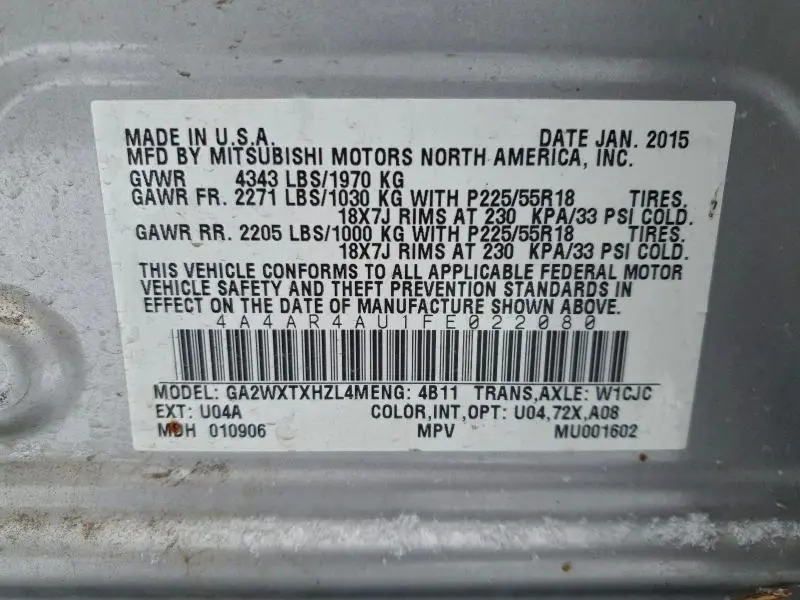 MADE IN U.S.A. DATE JAN. 2015
MFD BY MITSUBISHI MOTORS NORTH AMERICA, INC.
GVWR 4343 LBS/1970 KG
GAWR FR. 2271 LBS/1030 KG WITH P225/55R18 TIRES.
18X7J RIMS AT 230 KPA/33 PSI COLD.
GAWR RR. 2205 LBS/1000 KG WITH P225/55R18 TIRES.
18X7J RIMS AT 230 KPA/33 PSI COLD.
THIS VEHICLE CONFORMS TO ALL APPLICABLE FEDERAL MOTOR
VEHICLE SAFETY AND THEFT PREVENTION STANDARDS IN
EFFECT ON THE DATE OF MANUFACTURE SHOWN ABOVE.
4A4AR4AU1FE022080
MODEL: GA2WXTXHZL4MENG: 4B11 TRANS,AXLE: W1CJC
EXT: U04A COLOR,INT,OPT: U04,72X,A08
MDH 010906 MPV MU001602